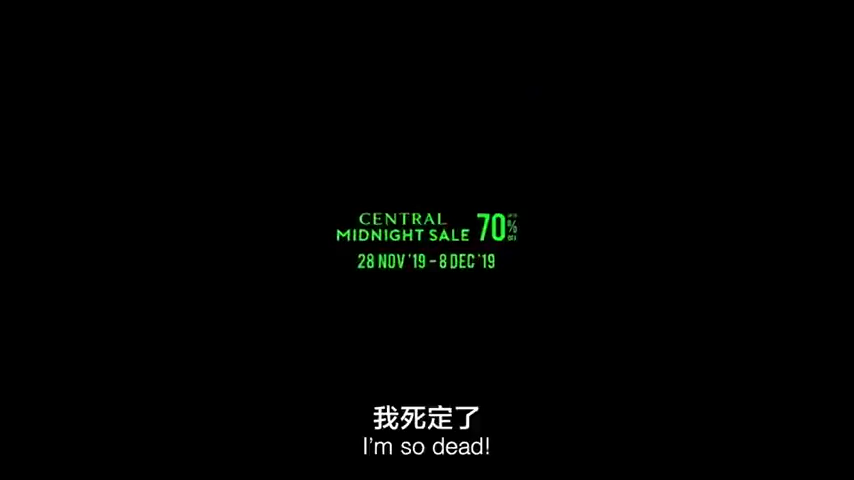 CENTRAL
MIDNIGHT SALE 70%
28 NOV '19 – 8 DEC '19
我死定了
I'm so dead!